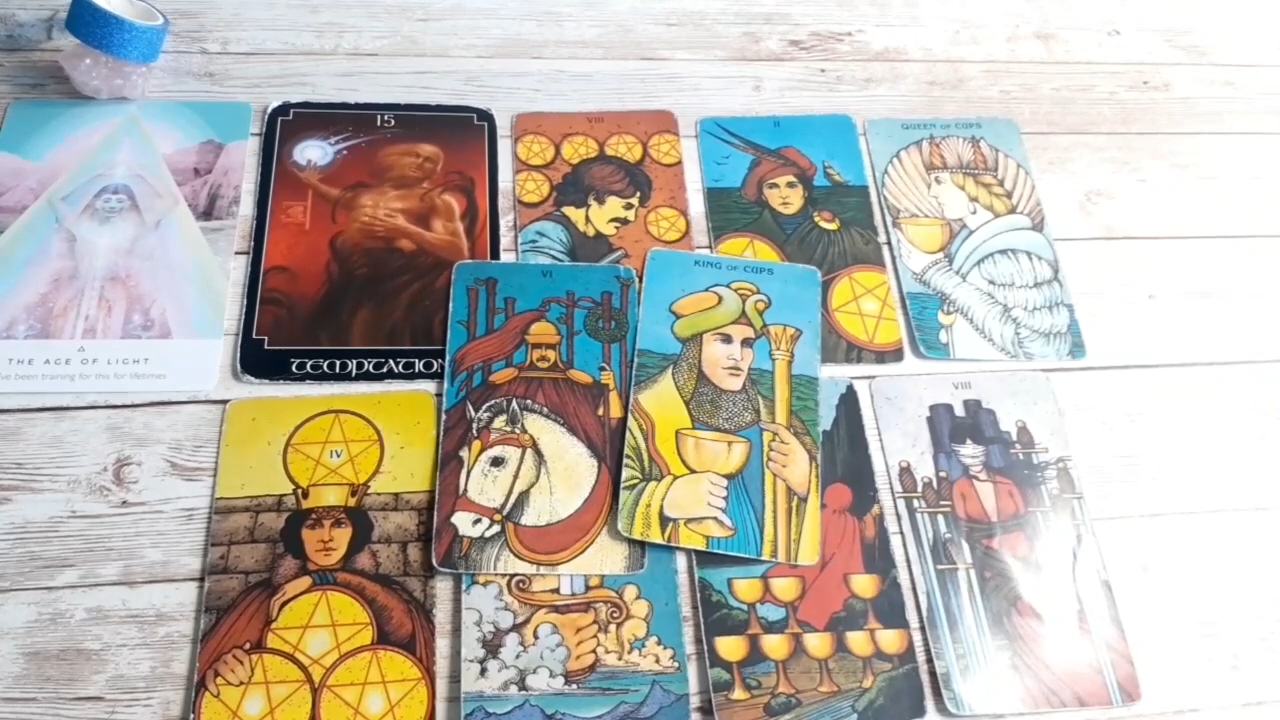 THE AGE OF LIGHT
've been training for this for lifetimes
15
TEMPTATION
VIII
II
QUEEN OF CUPS
VI
KING OF CUPS
IV
VIII